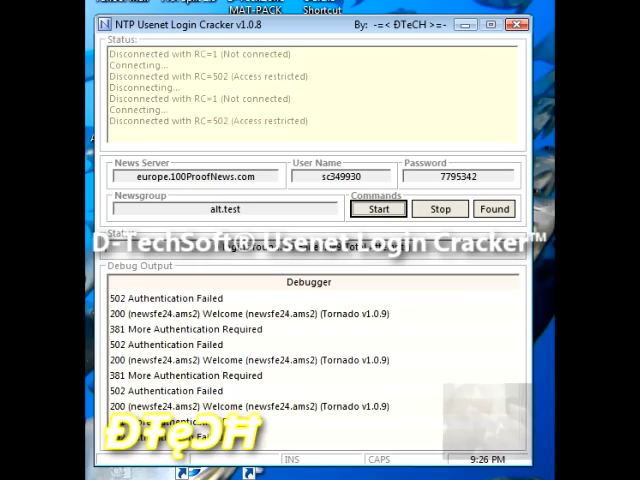 MAT-PACK
Shortcut
NTP Usenet Login Cracker v1.0.8 By: -=< ÐTeCH >=-
Status:
Disconnected with RC=1 (Not connected)
Connecting...
Disconnected with RC=502 (Access restricted)
Disconecting...
Disconnected with RC=1 (Not connected)
Connecting...
Disconnected with RC=502 (Access restricted)
News Server User Name Password
europe.100ProofNews.com sc349930 7795342
Newsgroup Commands
alt.test Start Stop Found
D-TechSoft® Usenet Login Cracker™
Debug Output
Debugger
502 Authentication Failed
200 (newsfe24.ams2) Welcome (newsfe24.ams2) (Tornado v1.0.9)
381 More Authentication Required
502 Authentication Failed
200 (newsfe24.ams2) Welcome (newsfe24.ams2) (Tornado v1.0.9)
381 More Authentication Required
502 Authentication Failed
200 (newsfe24.ams2) Welcome (newsfe24.ams2) (Tornado v1.0.9)
INS CAPS 9:26 PM